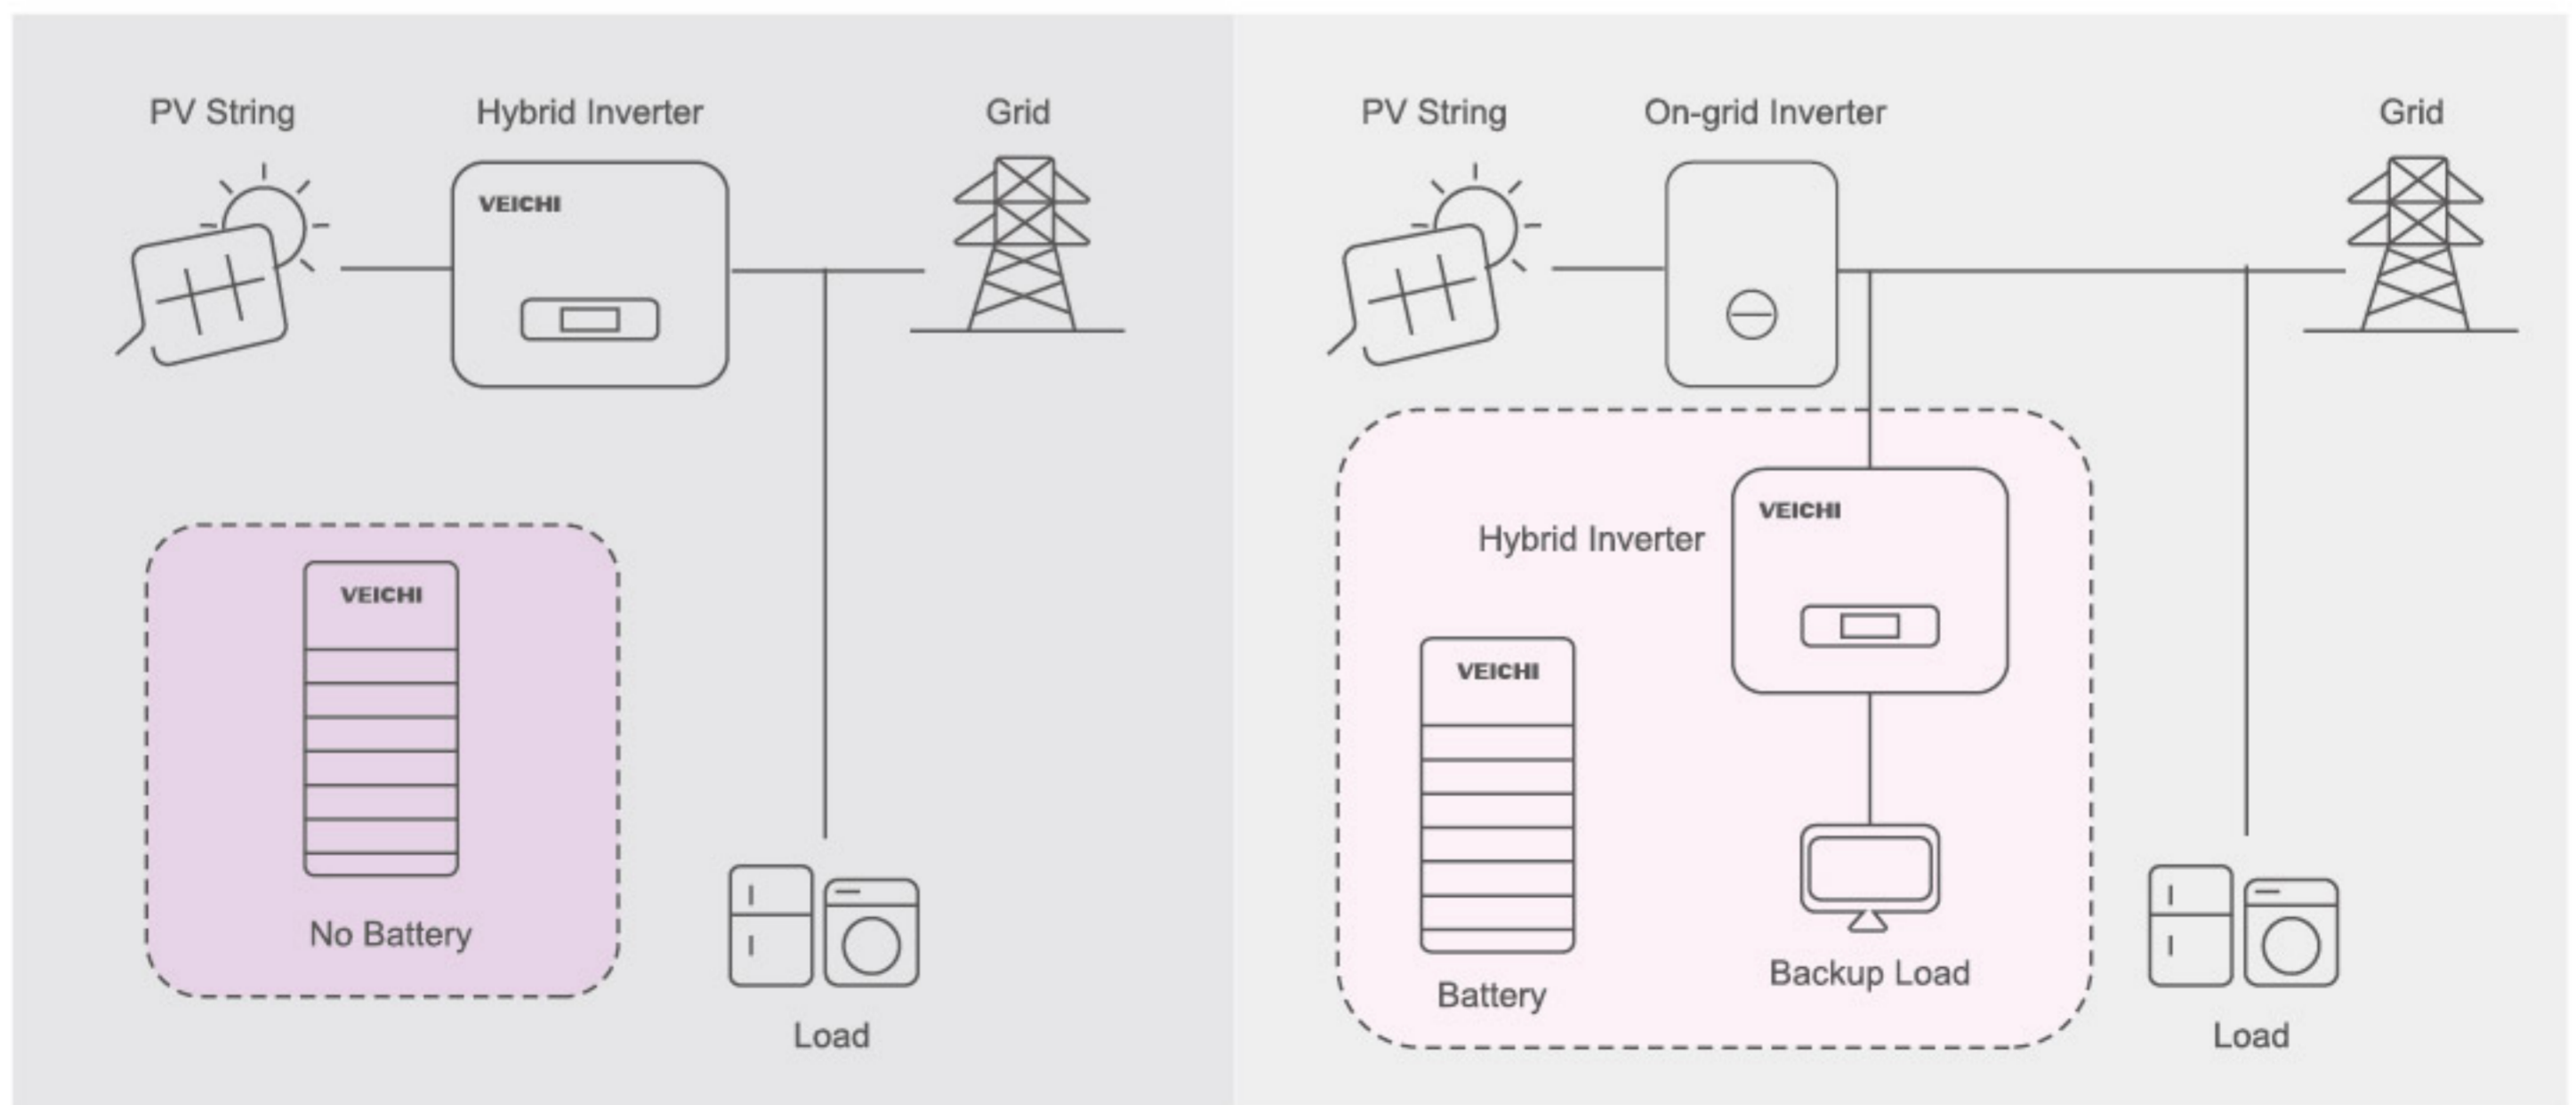 PV String
Hybrid Inverter
Grid
VEICHI
VEICHI
No Battery
Load
PV String
On-grid Inverter
Grid
VEICHI
Hybrid Inverter
VEICHI
Backup Load
Battery
Load